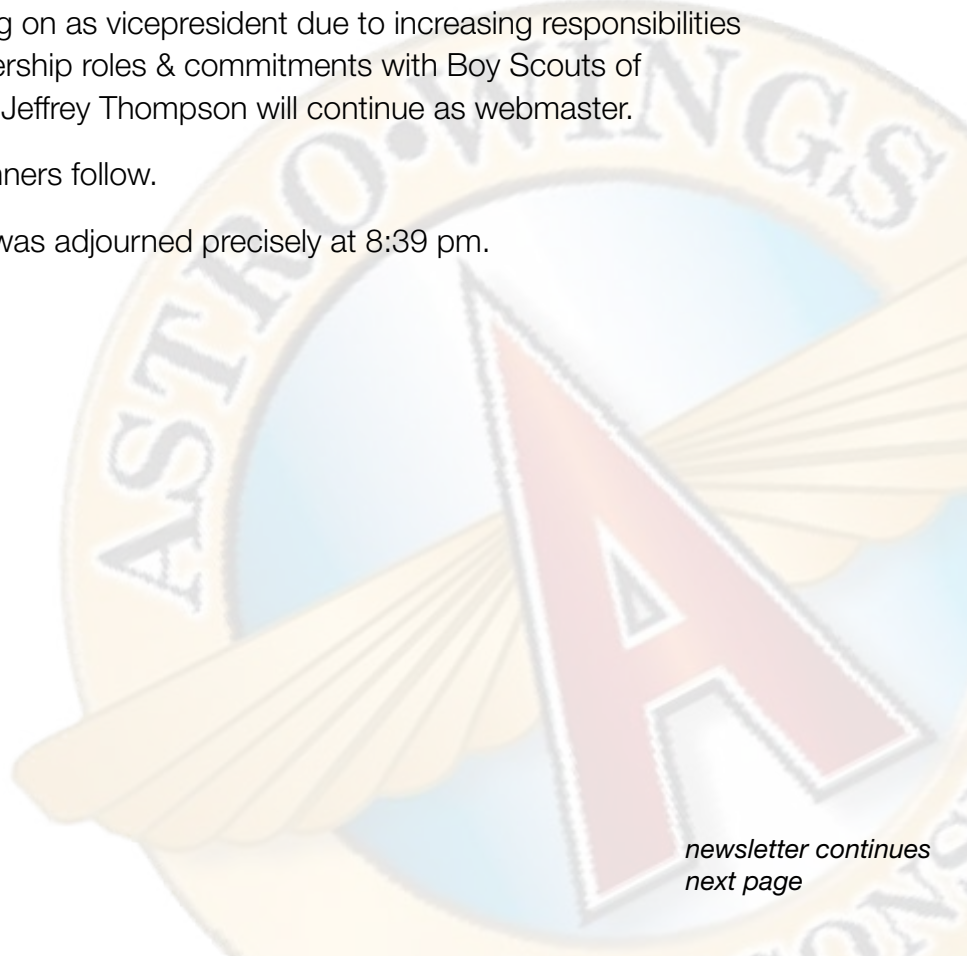 g on as vicepresident due to increasing responsibilities
ership roles & commitments with Boy Scouts of
Jeffrey Thompson will continue as webmaster.
nners follow.
was adjourned precisely at 8:39 pm.
ASTRO•WINGS
A
newsletter continues
next page
ONS